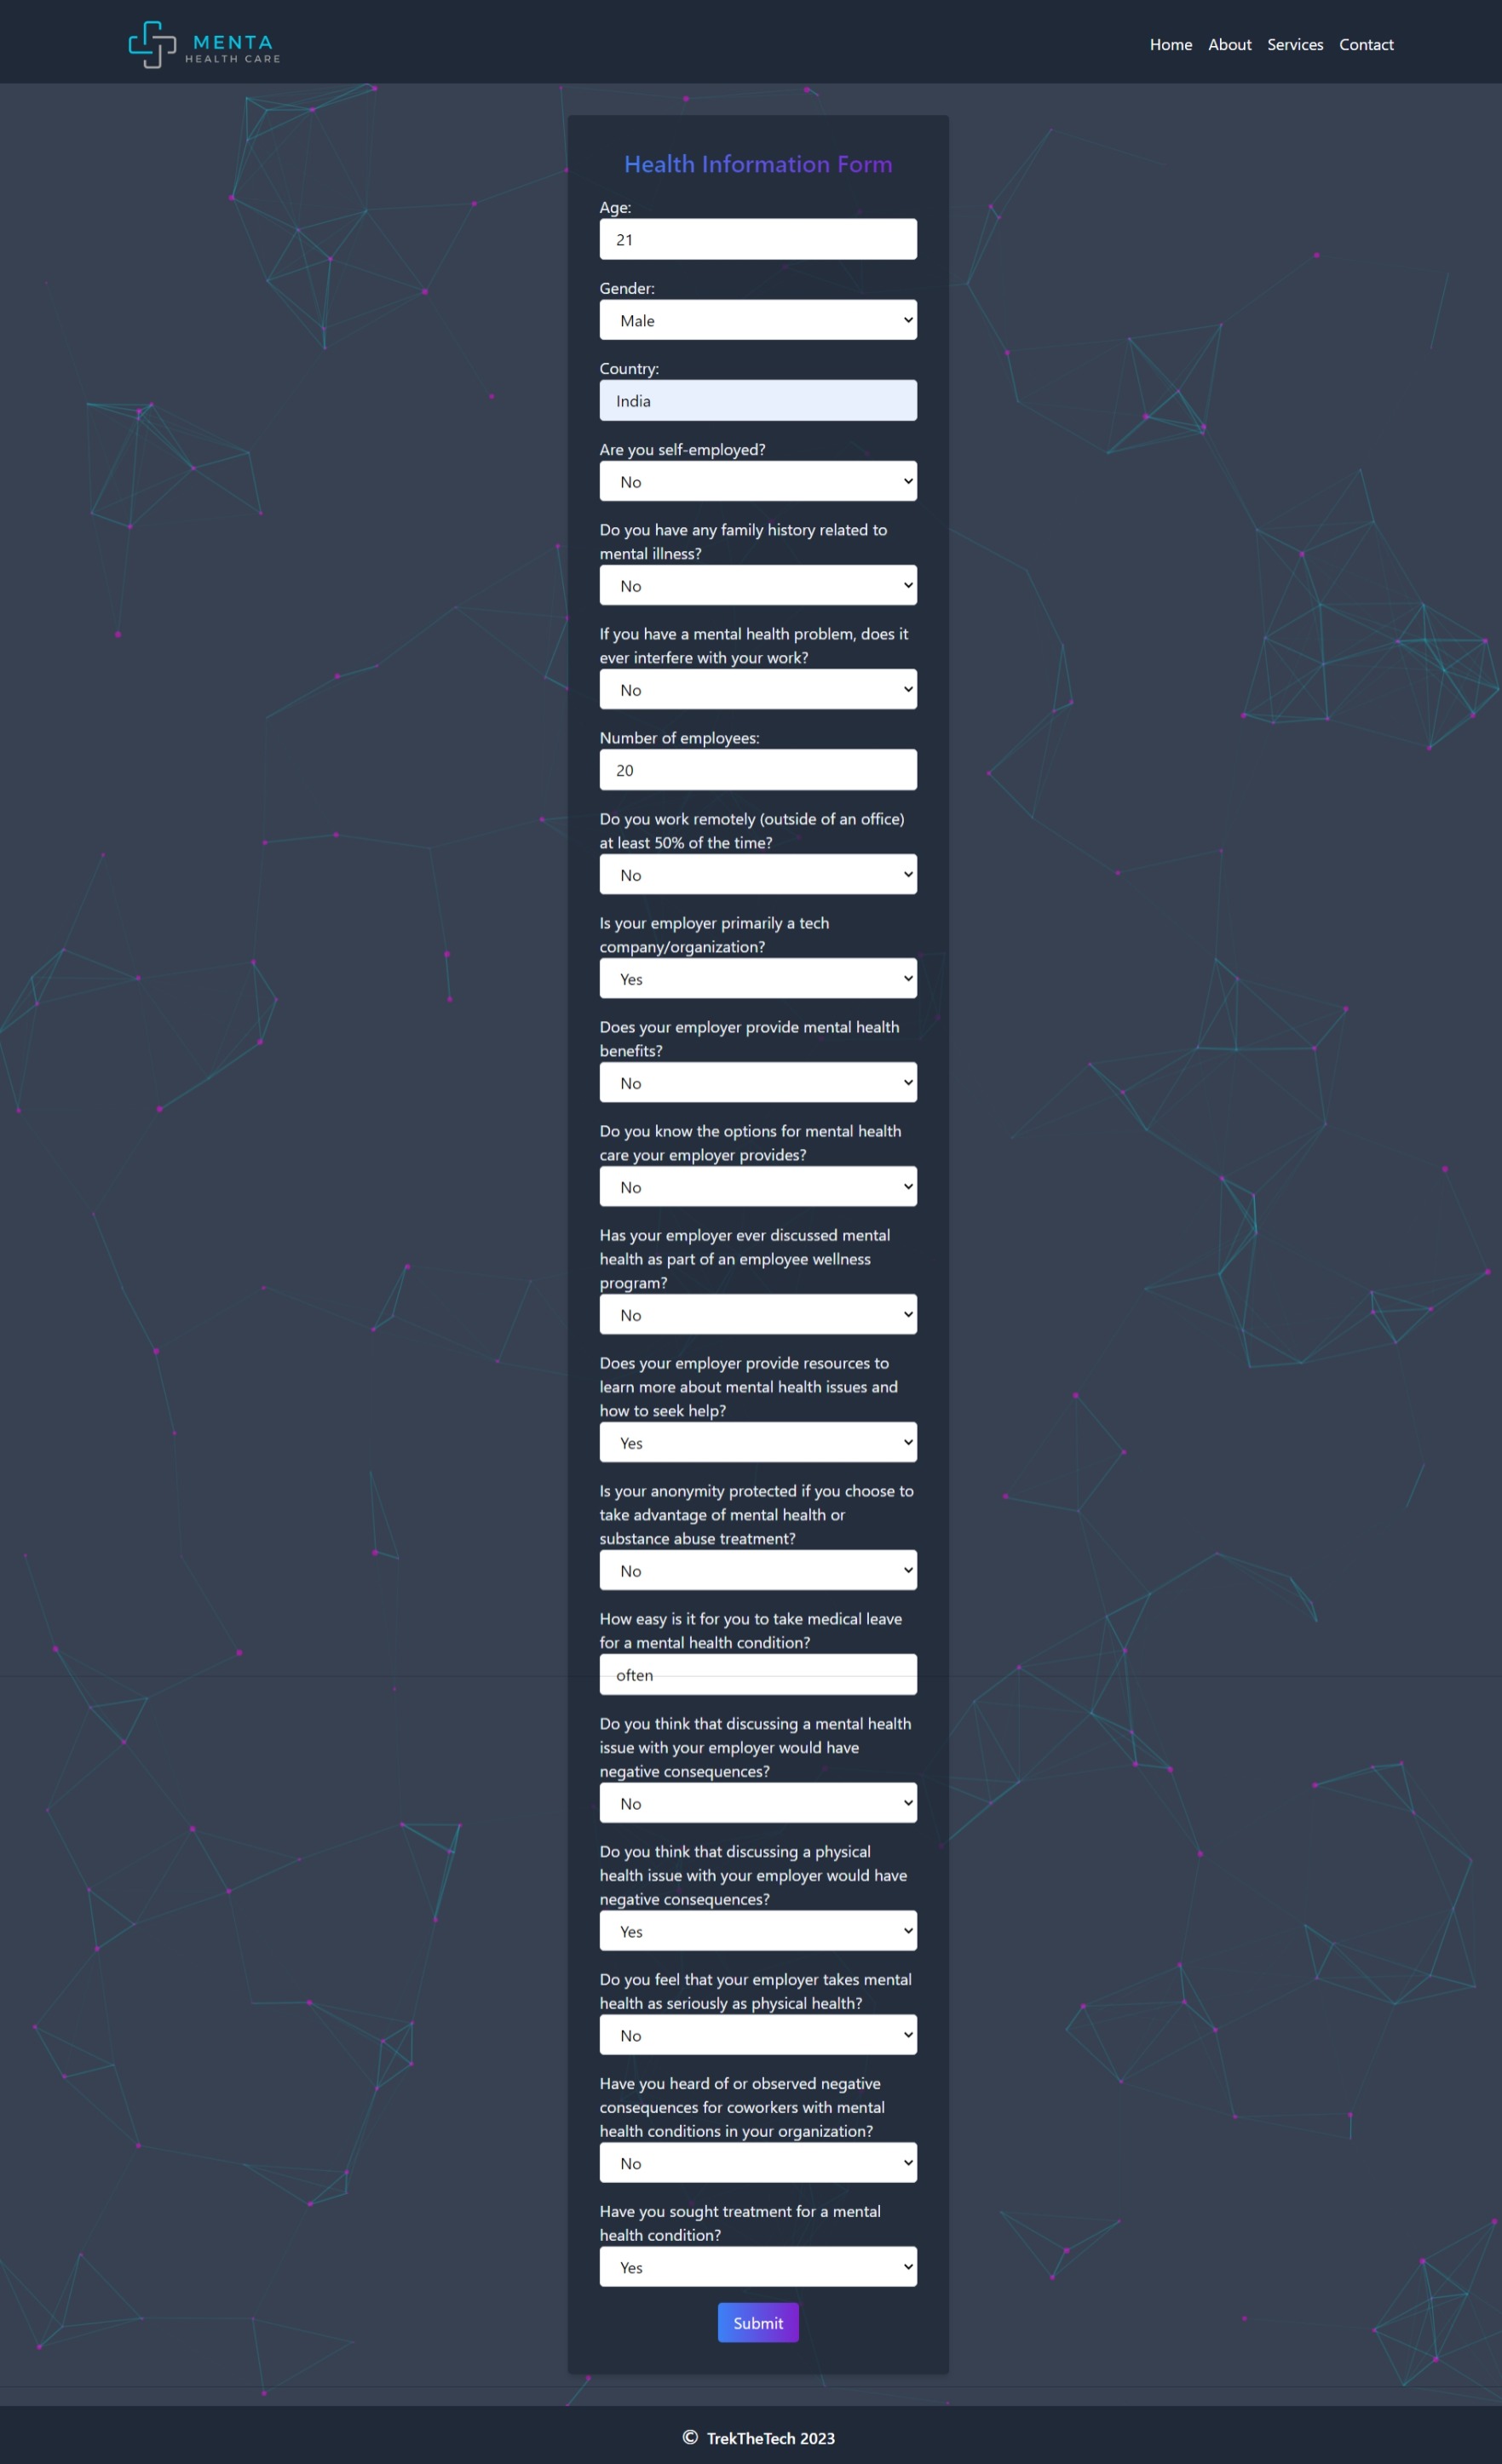 MENTA
HEALTH CARE
Home About Services Contact
Health Information Form
Age:
21
Gender:
Male
Country:
India
Are you self-employed?
No
Do you have any family history related to
mental illness?
No
If you have a mental health problem, does it
ever interfere with your work?
No
Number of employees:
20
Do you work remotely (outside of an office)
at least 50% of the time?
No
Is your employer primarily a tech
company/organization?
Yes
Does your employer provide mental health
benefits?
No
Do you know the options for mental health
care your employer provides?
No
Has your employer ever discussed mental
health as part of an employee wellness
program?
No
Does your employer provide resources to
learn more about mental health issues and
how to seek help?
Yes
Is your anonymity protected if you choose to
take advantage of mental health or
substance abuse treatment?
No
How easy is it for you to take medical leave
for a mental health condition?
often
Do you think that discussing a mental health
issue with your employer would have
negative consequences?
No
Do you think that discussing a physical
health issue with your employer would have
negative consequences?
Yes
Do you feel that your employer takes mental
health as seriously as physical health?
No
Have you heard of or observed negative
consequences for coworkers with mental
health conditions in your organization?
No
Have you sought treatment for a mental
health condition?
Yes
Submit
© TrekTheTech 2023